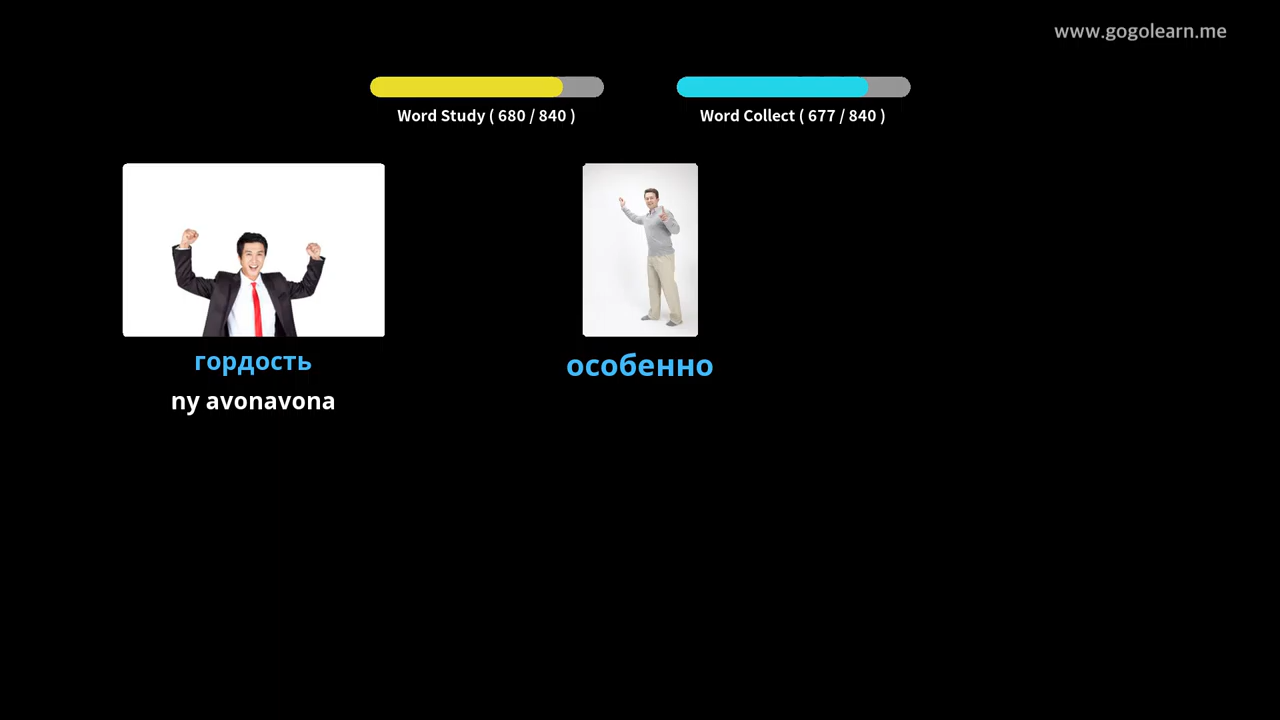 www.gogolearn.me
Word Study ( 680 / 840 )
Word Collect ( 677 / 840 )
гордость
ny avonavona
особенно